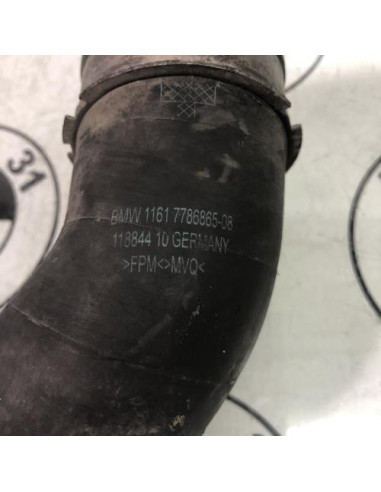 BMW 1161 7786865-08
118844 10 GERMANY
>FPM<>MVQ<
31